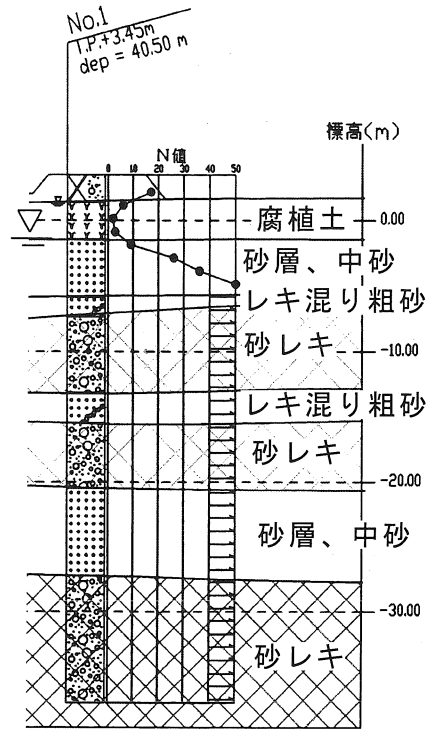 No.1
T.P.+3.45m
dep = 40.50 m
標高(m)
N値
0 10 20 30 40 50
腐植土
0.00
砂層、中砂
レキ混り粗砂
砂レキ
-10.00
レキ混り粗砂
砂レキ
-20.00
砂層、中砂
-30.00
砂レキ